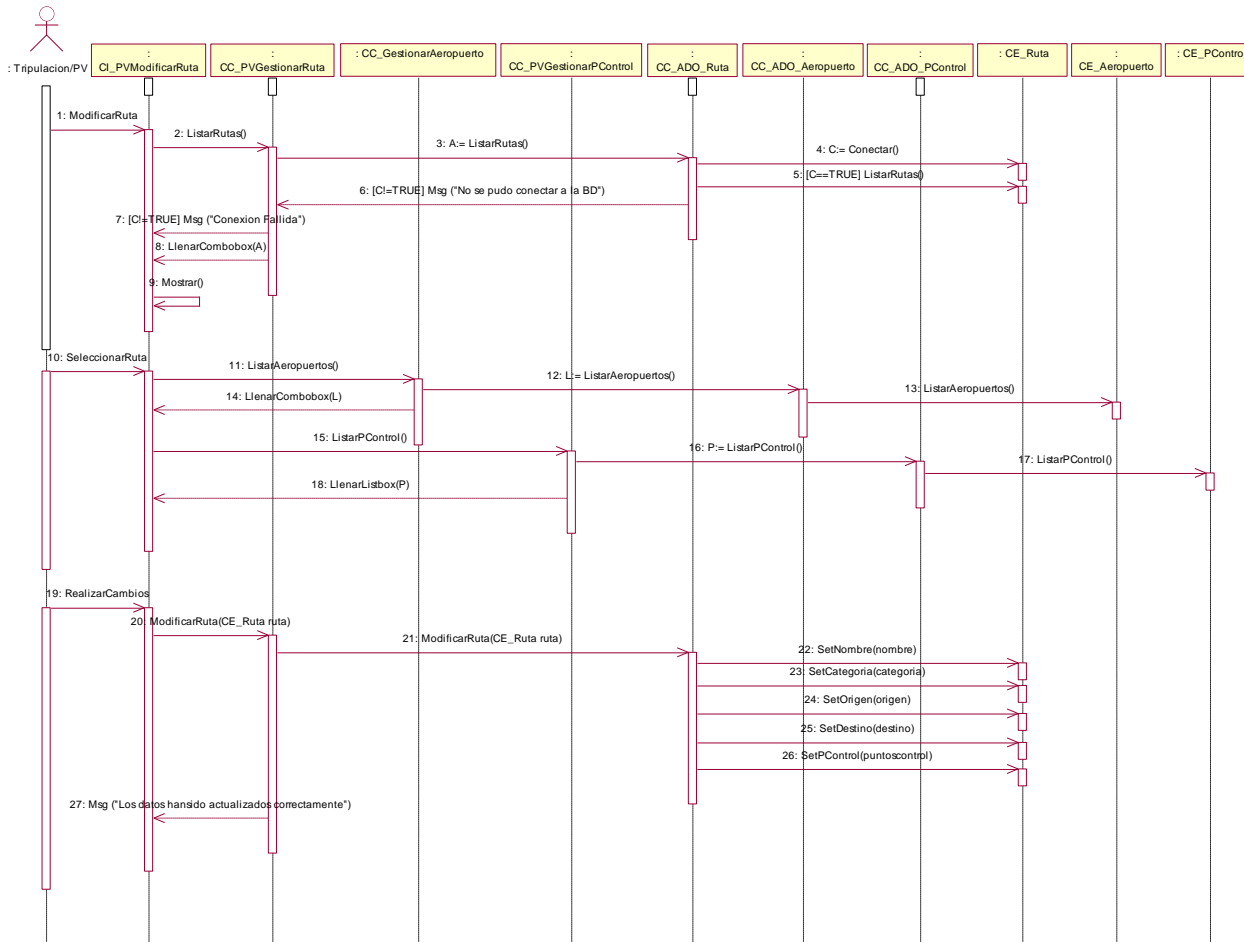 : Tripulacion/PV
:
CI_PVModificarRuta
:
CC_PVGestionarRuta
: CC_GestionarAeropuerto
:
CC_PVGestionarPControl
:
CC_ADO_Ruta
:
CC_ADO_Aeropuerto
:
CC_ADO_PControl
: CE_Ruta
:
CE_Aeropuerto
: CE_PControl
1: ModificarRuta
2: ListarRutas()
3: A:= ListarRutas()
4: C:= Conectar()
5: [C==TRUE] ListarRutas()
6: [C!=TRUE] Msg ("No se pudo conectar a la BD")
7: [C!=TRUE] Msg ("Conexion Fallida")
8: LlenarCombobox(A)
9: Mostrar()
10: SeleccionarRuta
11: ListarAeropuertos()
12: L:= ListarAeropuertos()
13: ListarAeropuertos()
14: LlenarCombobox(L)
15: ListarPControl()
16: P:= ListarPControl()
17: ListarPControl()
18: LlenarListbox(P)
19: RealizarCambios
20: ModificarRuta(CE_Ruta ruta)
21: ModificarRuta(CE_Ruta ruta)
22: SetNombre(nombre)
23: SetCategoria(categoria)
24: SetOrigen(origen)
25: SetDestino(destino)
26: SetPControl(puntoscontrol)
27: Msg ("Los datos hansido actualizados correctamente")